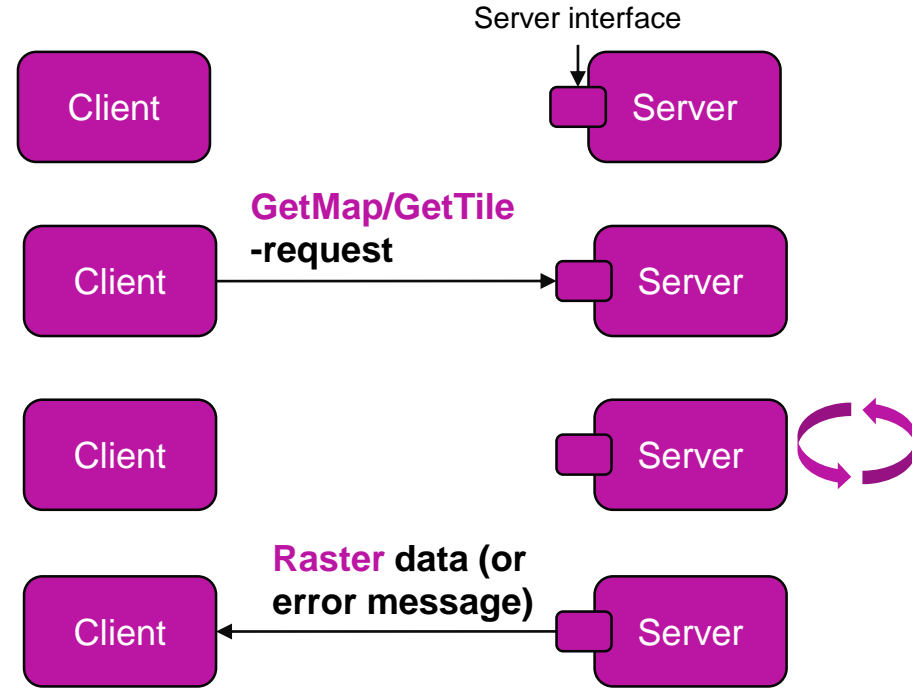 Server interface
Client
Server
GetMap/GetTile
-request
Client
Server
Client
Server
Raster data (or
error message)
Client
Server